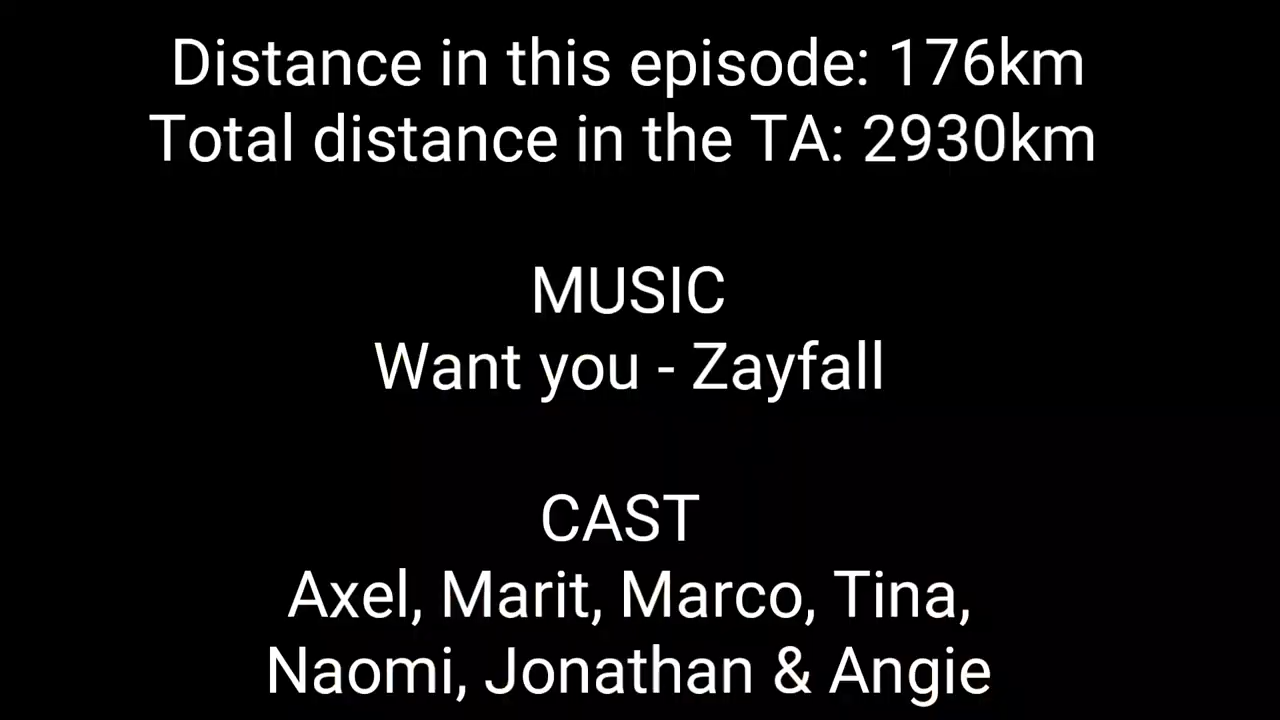 Distance in this episode: 176km
Total distance in the TA: 2930km
MUSIC
Want you - Zayfall
CAST
Axel, Marit, Marco, Tina,
Naomi, Jonathan & Angie